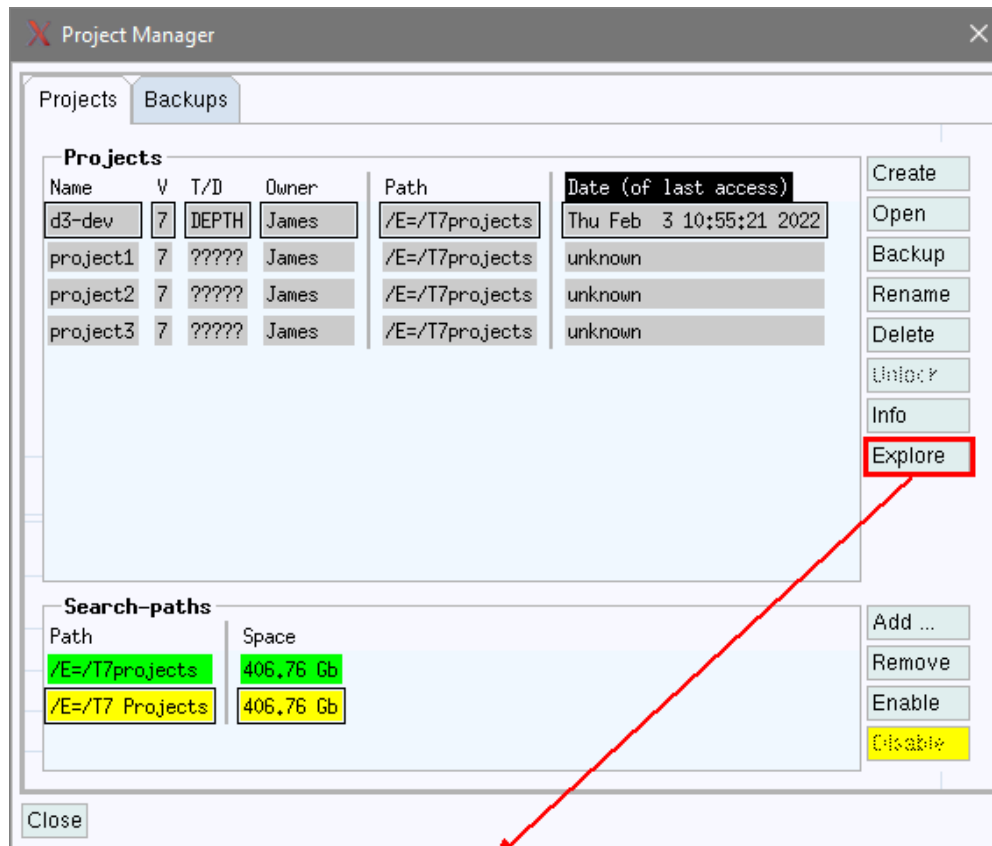 Project Manager
Projects Backups
Projects
Name V T/D Owner Path Date (of last access)
d3-dev 7 DEPTH James /E=/T7projects Thu Feb 3 10:55:21 2022
project1 7 ????? James /E=/T7projects unknown
project2 7 ????? James /E=/T7projects unknown
project3 7 ????? James /E=/T7projects unknown
Create
Open
Backup
Rename
Delete
Unlock
Info
Explore
Search-paths
Path Space
/E=/T7projects 406.76 Gb
/E=/T7 Projects 406.76 Gb
Add ...
Remove
Enable
Disable
Close